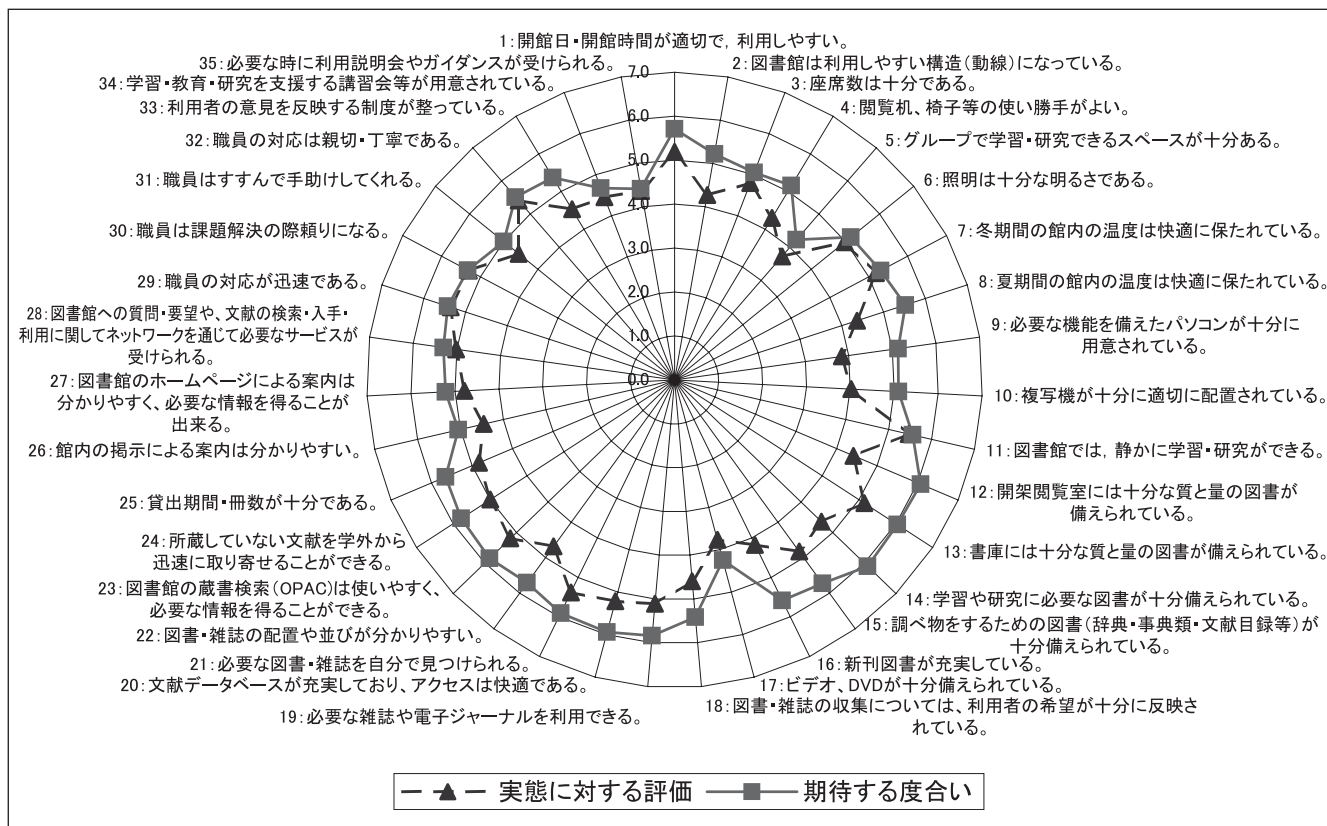 1:開館日・開館時間が適切で, 利用しやすい。
2:図書館は利用しやすい構造(動線)になっている。
3:座席数は十分である。
4:閲覧机、椅子等の使い勝手がよい。
5:グループで学習・研究できるスペースが十分ある。
6:照明は十分な明るさである。
7:冬期間の館内の温度は快適に保たれている。
8:夏期間の館内の温度は快適に保たれている。
9:必要な機能を備えたパソコンが十分に
用意されている。
10:複写機が十分に適切に配置されている。
11:図書館では, 静かに学習・研究ができる。
12:開架閲覧室には十分な質と量の図書が
備えられている。
13:書庫には十分な質と量の図書が備えられている。
14:学習や研究に必要な図書が十分備えられている。
15:調べ物をするための図書(辞典・事典類・文献目録等)が
十分備えられている。
16:新刊図書が充実している。
17:ビデオ、DVDが十分備えられている。
18:図書・雑誌の収集については、利用者の希望が十分に反映さ
れている。
19:必要な雑誌や電子ジャーナルを利用できる。
20:文献データベースが充実しており、アクセスは快適である。
21:必要な図書・雑誌を自分で見つけられる。
22:図書・雑誌の配置や並びが分かりやすい。
23:図書館の蔵書検索(OPAC)は使いやすく、
必要な情報を得ることができる。
24:所蔵していない文献を学外から
迅速に取り寄せることができる。
25:貸出期間・冊数が十分である。
26:館内の掲示による案内は分かりやすい。
27:図書館のホームページによる案内は
分かりやすく、必要な情報を得ることが
出来る。
28:図書館への質問・要望や、文献の検索・入手・
利用に関してネットワークを通じて必要なサービスが
受けられる。
29:職員の対応が迅速である。
30:職員は課題解決の際頼りになる。
31:職員はすすんで手助けしてくれる。
32:職員の対応は親切・丁寧である。
33:利用者の意見を反映する制度が整っている。
34:学習・教育・研究を支援する講習会等が用意されている。
35:必要な時に利用説明会やガイダンスが受けられる。
7.0
6.0
5.0
4.0
3.0
2.0
1.0
0.0
実態に対する評価
期待する度合い